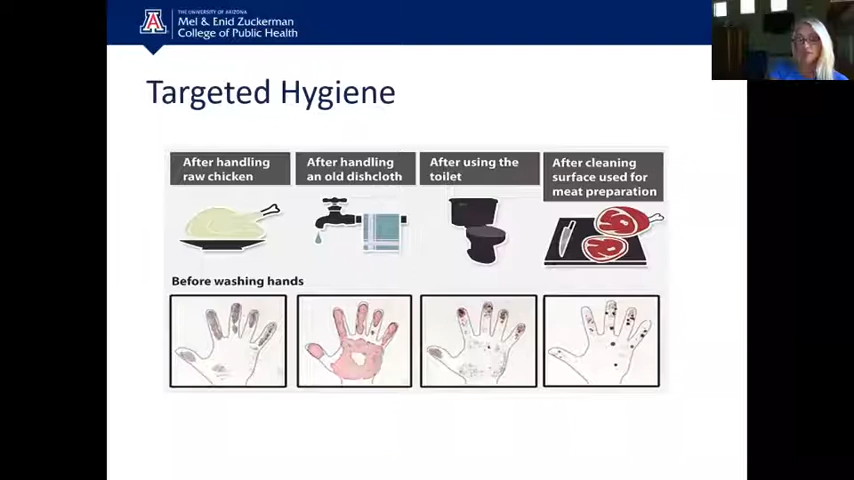 THE UNIVERSITY OF ARIZONA
Mel & Enid Zuckerman
College of Public Health
Targeted Hygiene
After handling raw chicken
After handling an old dishcloth
After using the toilet
After cleaning surface used for meat preparation
Before washing hands